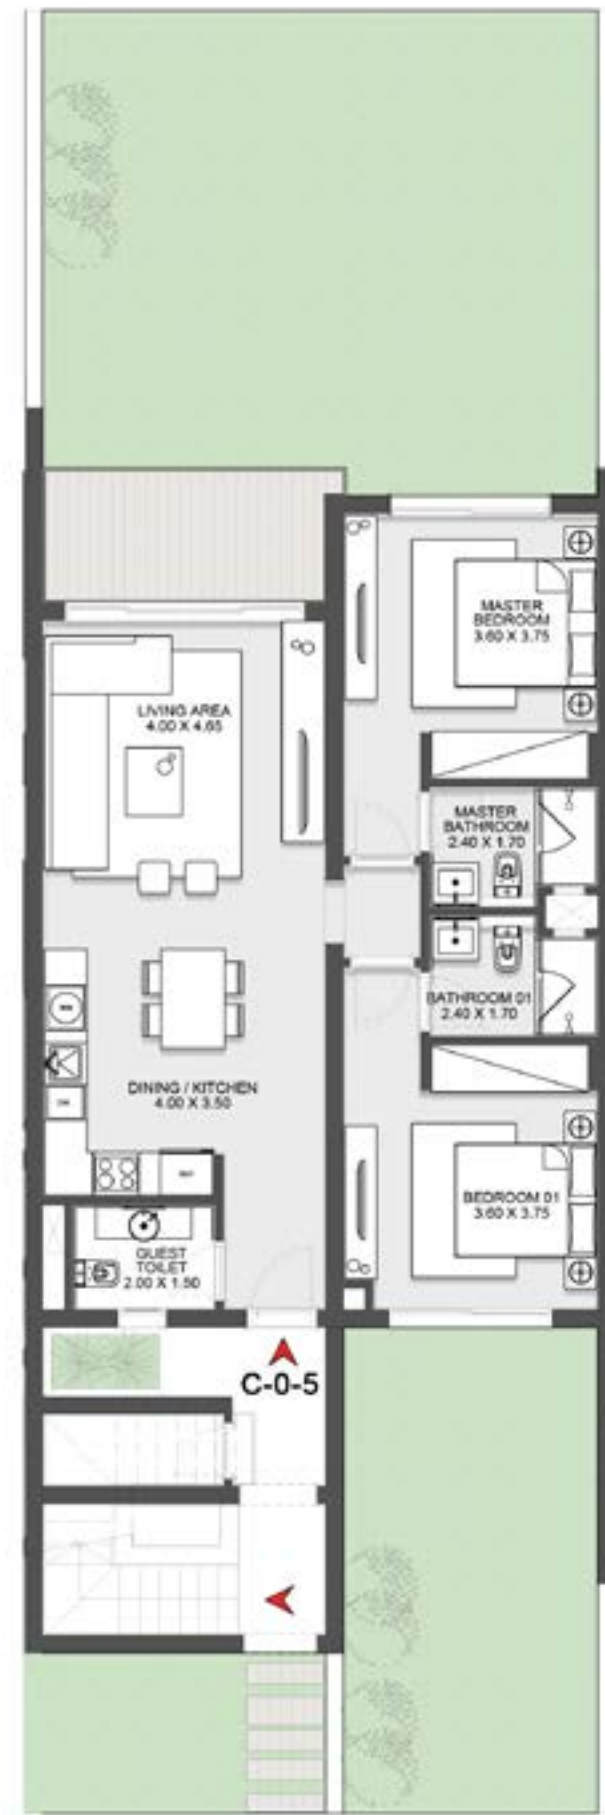 MASTER
BEDROOM
3.60 X 3.75
LIVING AREA
4.00 X 4.65
MASTER
BATHROOM
2.40 X 1.70
BATHROOM 01
2.40 X 1.70
DINING / KITCHEN
4.00 X 3.50
BEDROOM 01
3.60 X 3.75
GUEST
TOILET
2.00 X 1.50
C-0-5